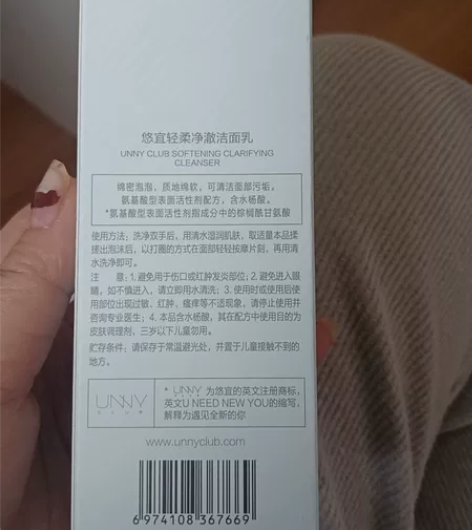 悠宜轻柔净澈洁面乳
UNNY CLUB SOFTENING CLARIFYING
CLEANSER
绵密泡泡，质地绵软，可清洁面部污垢。
氨基酸型表面活性剂配方，含水杨酸。
*氨基酸型表面活性剂指成分中的棕榈酰甘氨酸
使用方法：洗净双手后，用清水湿润肌肤，取适量本品揉
搓出泡沫后，以打圈的方式在面部轻轻按摩片刻，再用清
水洗净即可。
注 意：1.避免用于伤口或红肿发炎部位；2.避免进入眼
睛，如不慎进入，请立即用水清洗；3.使用时或使用后使
用部位出现过敏、红肿、瘙痒等不适现象，请停止使用并
咨询专业医生；4.本品含水杨酸，其在配方中使用目的为
皮肤调理剂，三岁以下儿童勿用。
贮存条件：请保存于常温避光处，并置于儿童接触不到的
地方。
UNNY
CLUB
* UNNY CLUB 为悠宜的英文注册商标，
英文U NEED NEW YOU的缩写，
解释为遇见全新的你
www.unnyclub.com
6 974108 367669